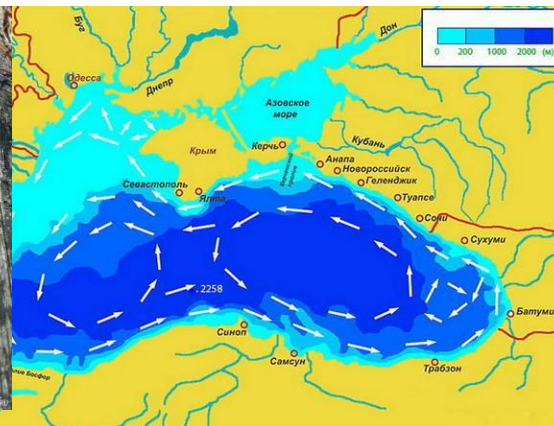 Буг
Дон
0 200 1000 2000 (м)
Одесса
Днепр
Азовское
море
Кубань
Крым
Керчь
Анапа
Новороссийск
Геленджик
Севастополь
Ялта
Туапсе
Сочи
Сухуми
.2258
Батуми
Синоп
Самсун
Трабзон
Босфор